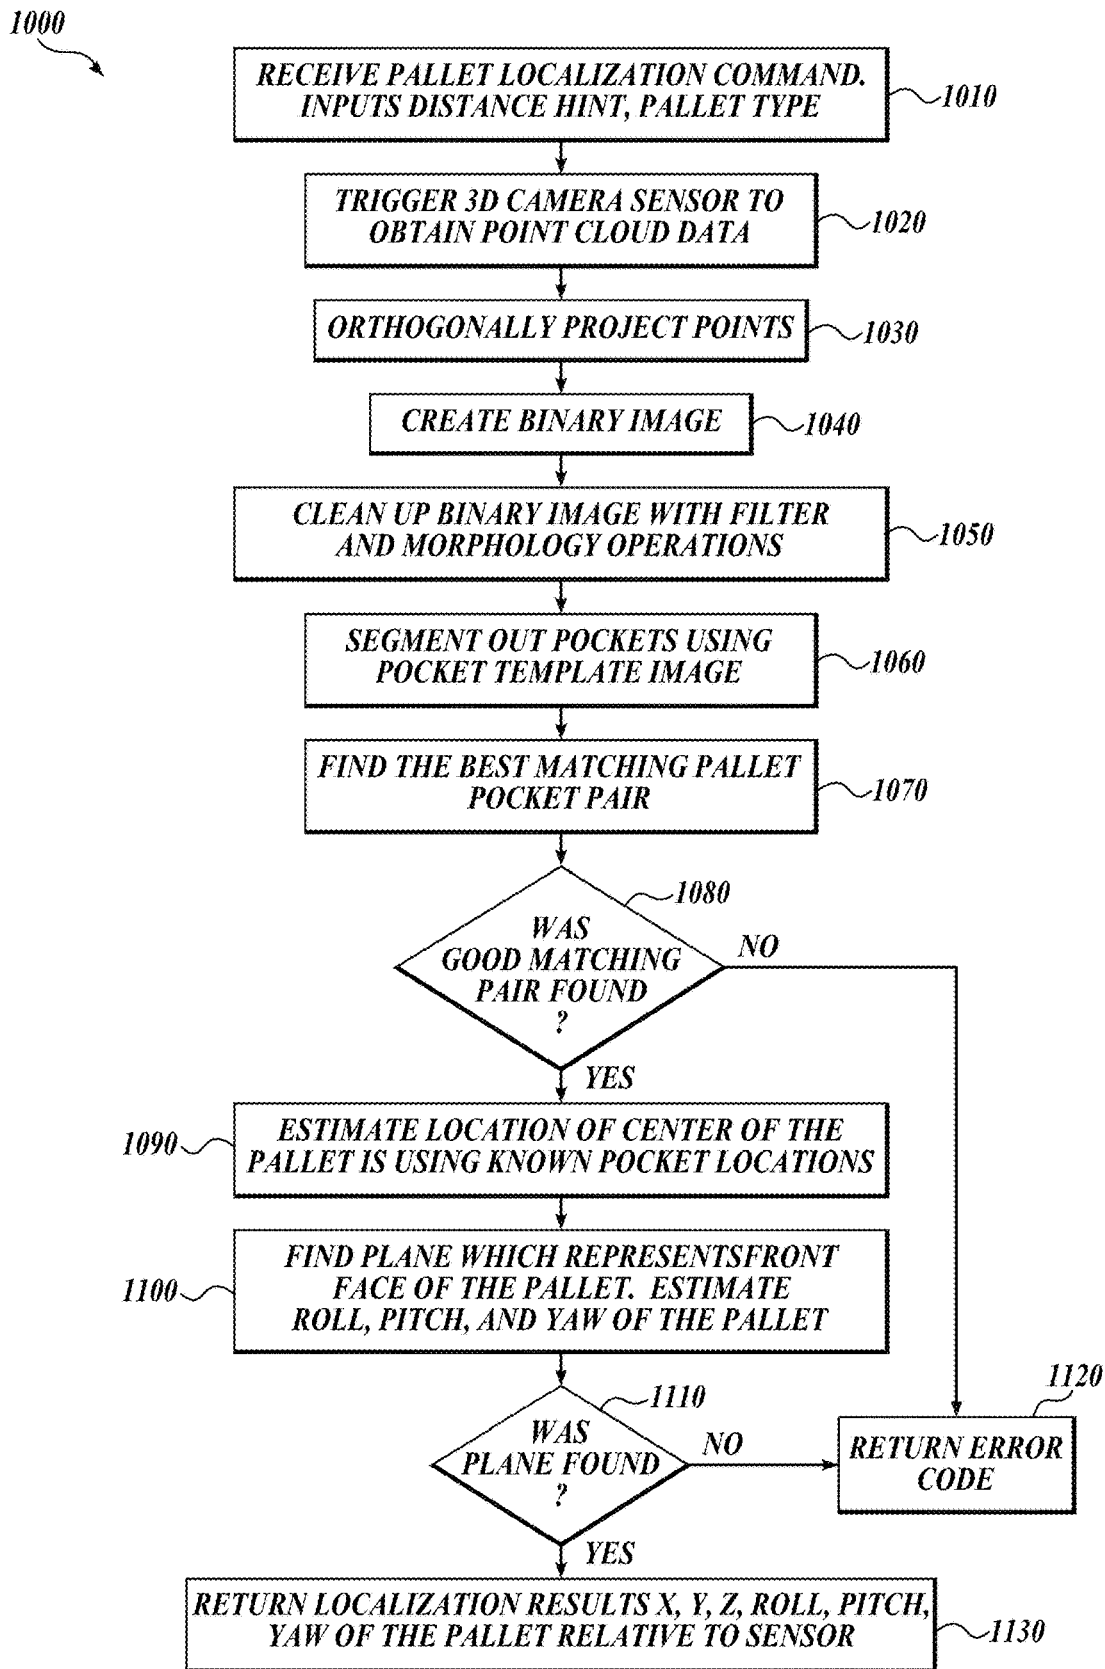 1000
RECEIVE PALLET LOCALIZATION COMMAND.
INPUTS DISTANCE HINT, PALLET TYPE
1010
TRIGGER 3D CAMERA SENSOR TO
OBTAIN POINT CLOUD DATA
1020
ORTHOGONALLY PROJECT POINTS
1030
CREATE BINARY IMAGE
1040
CLEAN UP BINARY IMAGE WITH FILTER
AND MORPHOLOGY OPERATIONS
1050
SEGMENT OUT POCKETS USING
POCKET TEMPLATE IMAGE
1060
FIND THE BEST MATCHING PALLET
POCKET PAIR
1070
1080
WAS
GOOD MATCHING
PAIR FOUND
?
NO
YES
1090
ESTIMATE LOCATION OF CENTER OF THE
PALLET IS USING KNOWN POCKET LOCATIONS
1100
FIND PLANE WHICH REPRESENTSFRONT
FACE OF THE PALLET. ESTIMATE
ROLL, PITCH, AND YAW OF THE PALLET
1110
WAS
PLANE FOUND
?
NO
1120
RETURN ERROR
CODE
YES
RETURN LOCALIZATION RESULTS X, Y, Z, ROLL, PITCH,
YAW OF THE PALLET RELATIVE TO SENSOR
1130